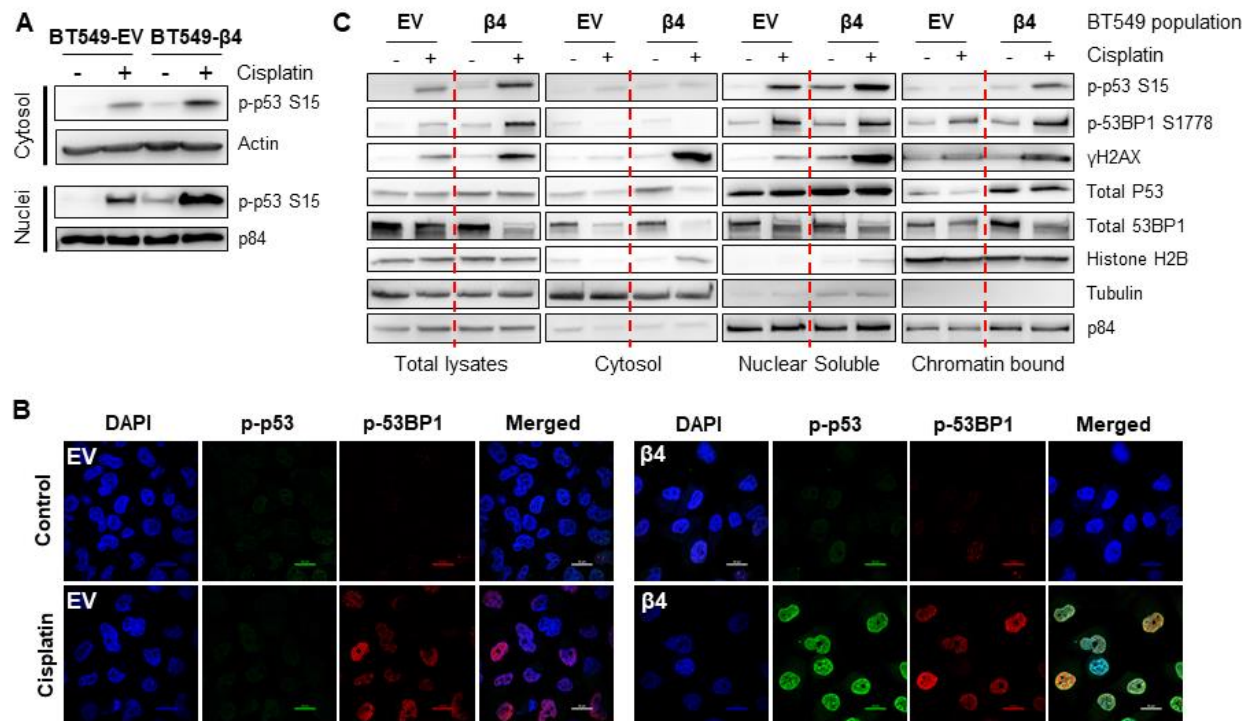 A
BT549-EV BT549-β4
- + - + Cisplatin
Cytosol
p-p53 S15
Actin
Nuclei
p-p53 S15
p84
C
EV β4 EV β4 EV β4 EV β4 BT549 population
- + - + - + - + - + - + - + - + Cisplatin
p-p53 S15
p-53BP1 S1778
γH2AX
Total P53
Total 53BP1
Histone H2B
Tubulin
p84
Total lysates Cytosol Nuclear Soluble Chromatin bound
B
DAPI p-p53 p-53BP1 Merged DAPI p-p53 p-53BP1 Merged
Control
EV β4
Cisplatin
EV β4